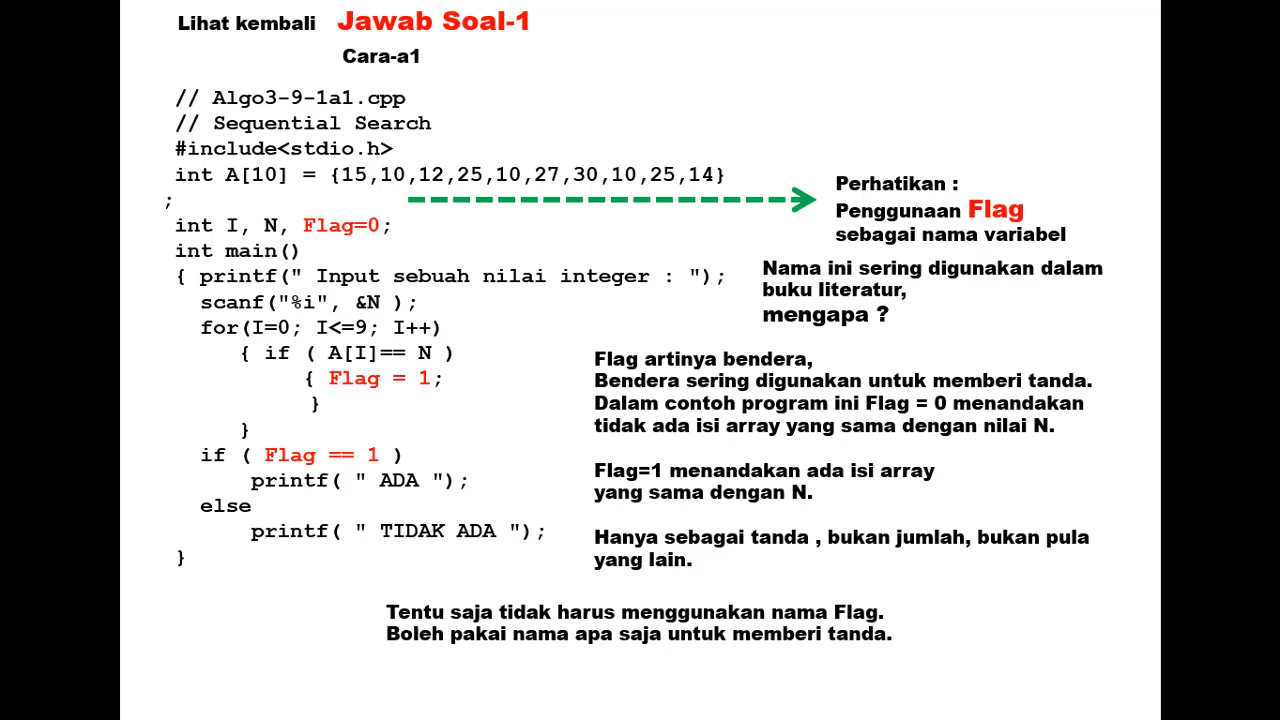 Lihat kembali Jawab Soal-1
Cara-a1
// Algo3-9-1a1.cpp
// Sequential Search
#include<stdio.h>
int A[10] = {15,10,12,25,10,27,30,10,25,14}
;
int I, N, Flag=0;
int main()
{ printf(" Input sebuah nilai integer : ");
scanf("%i", &N );
for(I=0; I<=9; I++)
{ if ( A[I]== N )
{ Flag = 1;
}
}
if ( Flag == 1 )
printf( " ADA ");
else
printf( " TIDAK ADA ");
}
Perhatikan :
Penggunaan Flag
sebagai nama variabel
Nama ini sering digunakan dalam
buku literatur,
mengapa ?
Flag artinya bendera,
Bendera sering digunakan untuk memberi tanda.
Dalam contoh program ini Flag = 0 menandakan
tidak ada isi array yang sama dengan nilai N.
Flag=1 menandakan ada isi array
yang sama dengan N.
Hanya sebagai tanda , bukan jumlah, bukan pula
yang lain.
Tentu saja tidak harus menggunakan nama Flag.
Boleh pakai nama apa saja untuk memberi tanda.